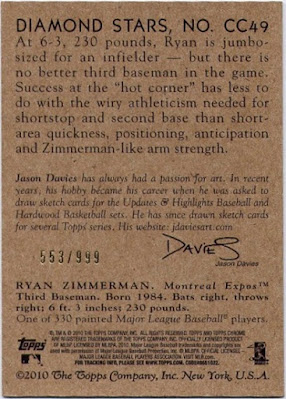 DIAMOND STARS, NO. CC49
At 6-3, 230 pounds, Ryan is jumbo-
sized for an infielder — but there is
no better third baseman in the game.
Success at the "hot corner" has less to
do with the wiry athleticism needed for
shortstop and second base than short-
area quickness, positioning, anticipation
and Zimmerman-like arm strength.
Jason Davies has always had a passion for art. In recent
years, his hobby became his career when he was asked to
draw sketch cards for the Updates & Highlights Baseball and
Hardwood Basketball sets. He has since drawn sketch cards
for several Topps series. His website: jdaviesart.com
553/999
DAVIES
Jason Davies
RYAN ZIMMERMAN. Montreal Expos™
Third Baseman. Born 1984. Bats right, throws
right; 6 ft. 3 inches; 230 pounds.
One of 330 painted Major League Baseball® players.
Topps
©2010 The Topps Company, Inc. New York, NY